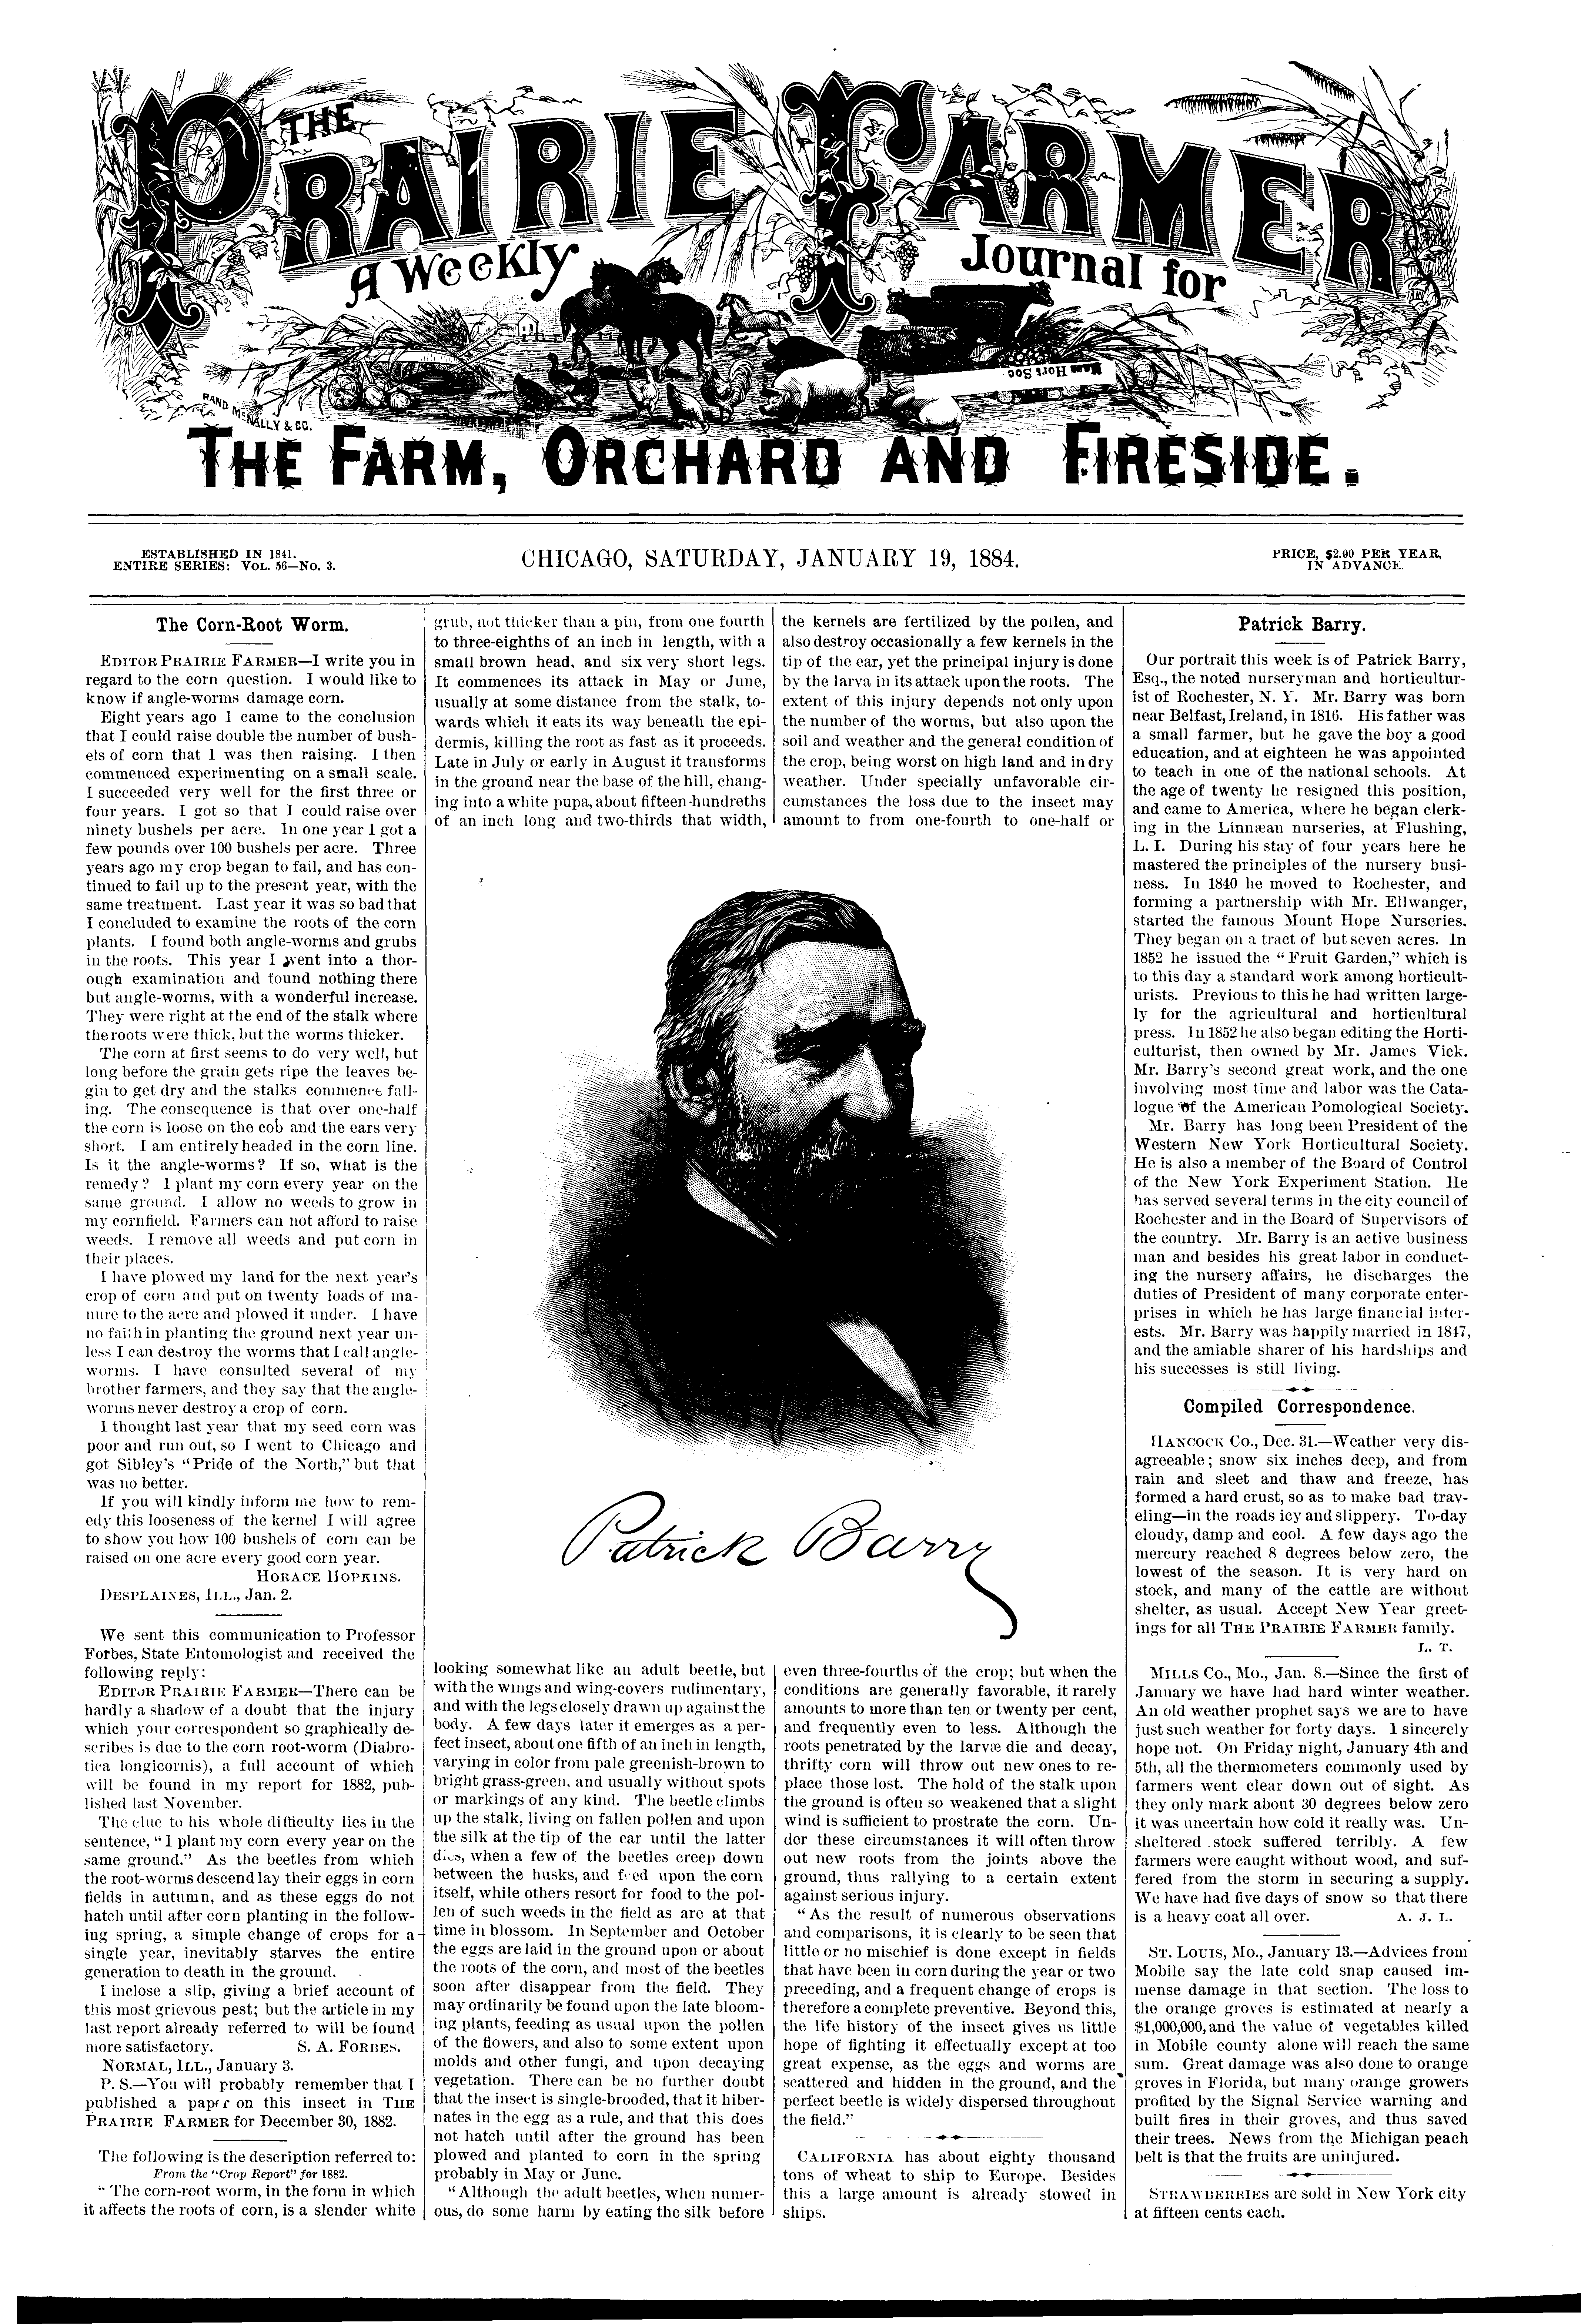 THE
PRAIRIE FARMER
A Weekly
Journal for
Mass Hort Soc
RAND McNALLY & CO.
THE FARM, ORCHARD AND FIRESIDE.
ESTABLISHED IN 1841.
ENTIRE SERIES: VOL. 56—No. 3.
CHICAGO, SATURDAY, JANUARY 19, 1884.
PRICE, $2.00 PER YEAR,
IN ADVANCE.
The Corn-Root Worm.
EDITOR PRAIRIE FARMER—I write you in
regard to the corn question. I would like to
know if angle-worms damage corn.
Eight years ago I came to the conclusion
that I could raise double the number of bush-
els of corn that I was then raising. I then
commenced experimenting on a small scale.
I succeeded very well for the first three or
four years. I got so that I could raise over
ninety bushels per acre. In one year I got a
few pounds over 100 bushels per acre. Three
years ago my crop began to fail, and has con-
tinued to fail up to the present year, with the
same treatment. Last year it was so bad that
I concluded to examine the roots of the corn
plants. I found both angle-worms and grubs
in the roots. This year I went into a thor-
ough examination and found nothing there
but angle-worms, with a wonderful increase.
They were right at the end of the stalk where
the roots were thick, but the worms thicker.
The corn at first seems to do very well, but
long before the grain gets ripe the leaves be-
gin to get dry and the stalks commence fall-
ing. The consequence is that over one-half
the corn is loose on the cob and the ears very
short. I am entirely headed in the corn line.
Is it the angle-worms? If so, what is the
remedy? I plant my corn every year on the
same ground. I allow no weeds to grow in
my cornfield. Farmers can not afford to raise
weeds. I remove all weeds and put corn in
their places.
I have plowed my land for the next year's
crop of corn and put on twenty loads of ma-
nure to the acre and plowed it under. I have
no faith in planting the ground next year un-
less I can destroy the worms that I call angle-
worms. I have consulted several of my
brother farmers, and they say that the angle-
worms never destroy a crop of corn.
I thought last year that my seed corn was
poor and run out, so I went to Chicago and
got Sibley's "Pride of the North," but that
was no better.
If you will kindly inform me how to rem-
edy this looseness of the kernel I will agree
to show you how 100 bushels of corn can be
raised on one acre every good corn year.
HORACE HOPKINS.
DESPLAINES, ILL., Jan. 2.
We sent this communication to Professor
Forbes, State Entomologist and received the
following reply:
EDITOR PRAIRIE FARMER—There can be
hardly a shadow of a doubt that the injury
which your correspondent so graphically de-
scribes is due to the corn root-worm (Diabro-
tica longicornis), a full account of which
will be found in my report for 1882, pub-
lished last November.
The clue to his whole difficulty lies in the
sentence, "I plant my corn every year on the
same ground." As the beetles from which
the root-worms descend lay their eggs in corn
fields in autumn, and as these eggs do not
hatch until after corn planting in the follow-
ing spring, a simple change of crops for a
single year, inevitably starves the entire
generation to death in the ground.
I inclose a slip, giving a brief account of
this most grievous pest; but the article in my
last report already referred to will be found
more satisfactory. S. A. FORBES.
NORMAL, ILL., January 3.
P. S.—You will probably remember that I
published a paper on this insect in THE
PRAIRIE FARMER for December 30, 1882.
The following is the description referred to:
From the "Crop Report" for 1882.
"The corn-root worm, in the form in which
it affects the roots of corn, is a slender white
grub, not thicker than a pin, from one fourth
to three-eighths of an inch in length, with a
small brown head, and six very short legs.
It commences its attack in May or June,
usually at some distance from the stalk, to-
wards which it eats its way beneath the epi-
dermis, killing the root as fast as it proceeds.
Late in July or early in August it transforms
in the ground near the base of the hill, chang-
ing into a white pupa, about fifteen-hundreths
of an inch long and two-thirds that width,
looking somewhat like an adult beetle, but
with the wings and wing-covers rudimentary,
and with the legs closely drawn up against the
body. A few days later it emerges as a per-
fect insect, about one fifth of an inch in length,
varying in color from pale greenish-brown to
bright grass-green, and usually without spots
or markings of any kind. The beetle climbs
up the stalk, living on fallen pollen and upon
the silk at the tip of the ear until the latter
dies, when a few of the beetles creep down
between the husks, and feed upon the corn
itself, while others resort for food to the pol-
len of such weeds in the field as are at that
time in blossom. In September and October
the eggs are laid in the ground upon or about
the roots of the corn, and most of the beetles
soon after disappear from the field. They
may ordinarily be found upon the late bloom-
ing plants, feeding as usual upon the pollen
of the flowers, and also to some extent upon
molds and other fungi, and upon decaying
vegetation. There can be no further doubt
that the insect is single-brooded, that it hiber-
nates in the egg as a rule, and that this does
not hatch until after the ground has been
plowed and planted to corn in the spring
probably in May or June.
"Although the adult beetles, when numer-
ous, do some harm by eating the silk before
the kernels are fertilized by the pollen, and
also destroy occasionally a few kernels in the
tip of the ear, yet the principal injury is done
by the larva in its attack upon the roots. The
extent of this injury depends not only upon
the number of the worms, but also upon the
soil and weather and the general condition of
the crop, being worst on high land and in dry
weather. Under specially unfavorable cir-
cumstances the loss due to the insect may
amount to from one-fourth to one-half or
even three-fourths of the crop; but when the
conditions are generally favorable, it rarely
amounts to more than ten or twenty per cent,
and frequently even to less. Although the
roots penetrated by the larvæ die and decay,
thrifty corn will throw out new ones to re-
place those lost. The hold of the stalk upon
the ground is often so weakened that a slight
wind is sufficient to prostrate the corn. Un-
der these circumstances it will often throw
out new roots from the joints above the
ground, thus rallying to a certain extent
against serious injury.
"As the result of numerous observations
and comparisons, it is clearly to be seen that
little or no mischief is done except in fields
that have been in corn during the year or two
preceding, and a frequent change of crops is
therefore a complete preventive. Beyond this,
the life history of the insect gives us little
hope of fighting it effectually except at too
great expense, as the eggs and worms are
scattered and hidden in the ground, and the
perfect beetle is widely dispersed throughout
the field."
CALIFORNIA has about eighty thousand
tons of wheat to ship to Europe. Besides
this a large amount is already stowed in
ships.
Patrick Barry
Patrick Barry.
Our portrait this week is of Patrick Barry,
Esq., the noted nurseryman and horticultur-
ist of Rochester, N. Y. Mr. Barry was born
near Belfast, Ireland, in 1816. His father was
a small farmer, but he gave the boy a good
education, and at eighteen he was appointed
to teach in one of the national schools. At
the age of twenty he resigned this position,
and came to America, where he began clerk-
ing in the Linnæan nurseries, at Flushing,
L. I. During his stay of four years here he
mastered the principles of the nursery busi-
ness. In 1840 he moved to Rochester, and
forming a partnership with Mr. Ellwanger,
started the famous Mount Hope Nurseries.
They began on a tract of but seven acres. In
1852 he issued the "Fruit Garden," which is
to this day a standard work among horticult-
urists. Previous to this he had written large-
ly for the agricultural and horticultural
press. In 1852 he also began editing the Horti-
culturist, then owned by Mr. James Vick.
Mr. Barry's second great work, and the one
involving most time and labor was the Cata-
logue of the American Pomological Society.
Mr. Barry has long been President of the
Western New York Horticultural Society.
He is also a member of the Board of Control
of the New York Experiment Station. He
has served several terms in the city council of
Rochester and in the Board of Supervisors of
the country. Mr. Barry is an active business
man and besides his great labor in conduct-
ing the nursery affairs, he discharges the
duties of President of many corporate enter-
prises in which he has large financial inter-
ests. Mr. Barry was happily married in 1847,
and the amiable sharer of his hardships and
his successes is still living.
Compiled Correspondence.
HANCOCK CO., Dec. 31.—Weather very dis-
agreeable; snow six inches deep, and from
rain and sleet and thaw and freeze, has
formed a hard crust, so as to make bad trav-
eling—in the roads icy and slippery. To-day
cloudy, damp and cool. A few days ago the
mercury reached 8 degrees below zero, the
lowest of the season. It is very hard on
stock, and many of the cattle are without
shelter, as usual. Accept New Year greet-
ings for all THE PRAIRIE FARMER family.
L. T.
MILLS CO., MO., Jan. 8.—Since the first of
January we have had hard winter weather.
An old weather prophet says we are to have
just such weather for forty days. I sincerely
hope not. On Friday night, January 4th and
5th, all the thermometers commonly used by
farmers went clear down out of sight. As
they only mark about 30 degrees below zero
it was uncertain how cold it really was. Un-
sheltered stock suffered terribly. A few
farmers were caught without wood, and suf-
fered from the storm in securing a supply.
We have had five days of snow so that there
is a heavy coat all over. A. J. L.
ST. LOUIS, MO., January 13.—Advices from
Mobile say the late cold snap caused im-
mense damage in that section. The loss to
the orange groves is estimated at nearly a
$1,000,000, and the value of vegetables killed
in Mobile county alone will reach the same
sum. Great damage was also done to orange
groves in Florida, but many orange growers
profited by the Signal Service warning and
built fires in their groves, and thus saved
their trees. News from the Michigan peach
belt is that the fruits are uninjured.
STRAWBERRIES are sold in New York city
at fifteen cents each.